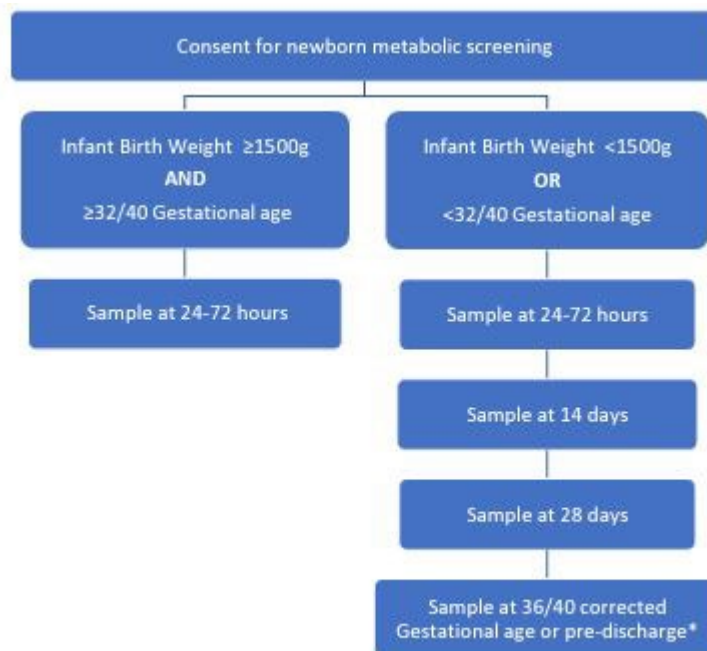 Consent for newborn metabolic screening
Infant Birth Weight ≥1500g
AND
≥32/40 Gestational age
Infant Birth Weight <1500g
OR
<32/40 Gestational age
Sample at 24-72 hours
Sample at 24-72 hours
Sample at 14 days
Sample at 28 days
Sample at 36/40 corrected
Gestational age or pre-discharge*